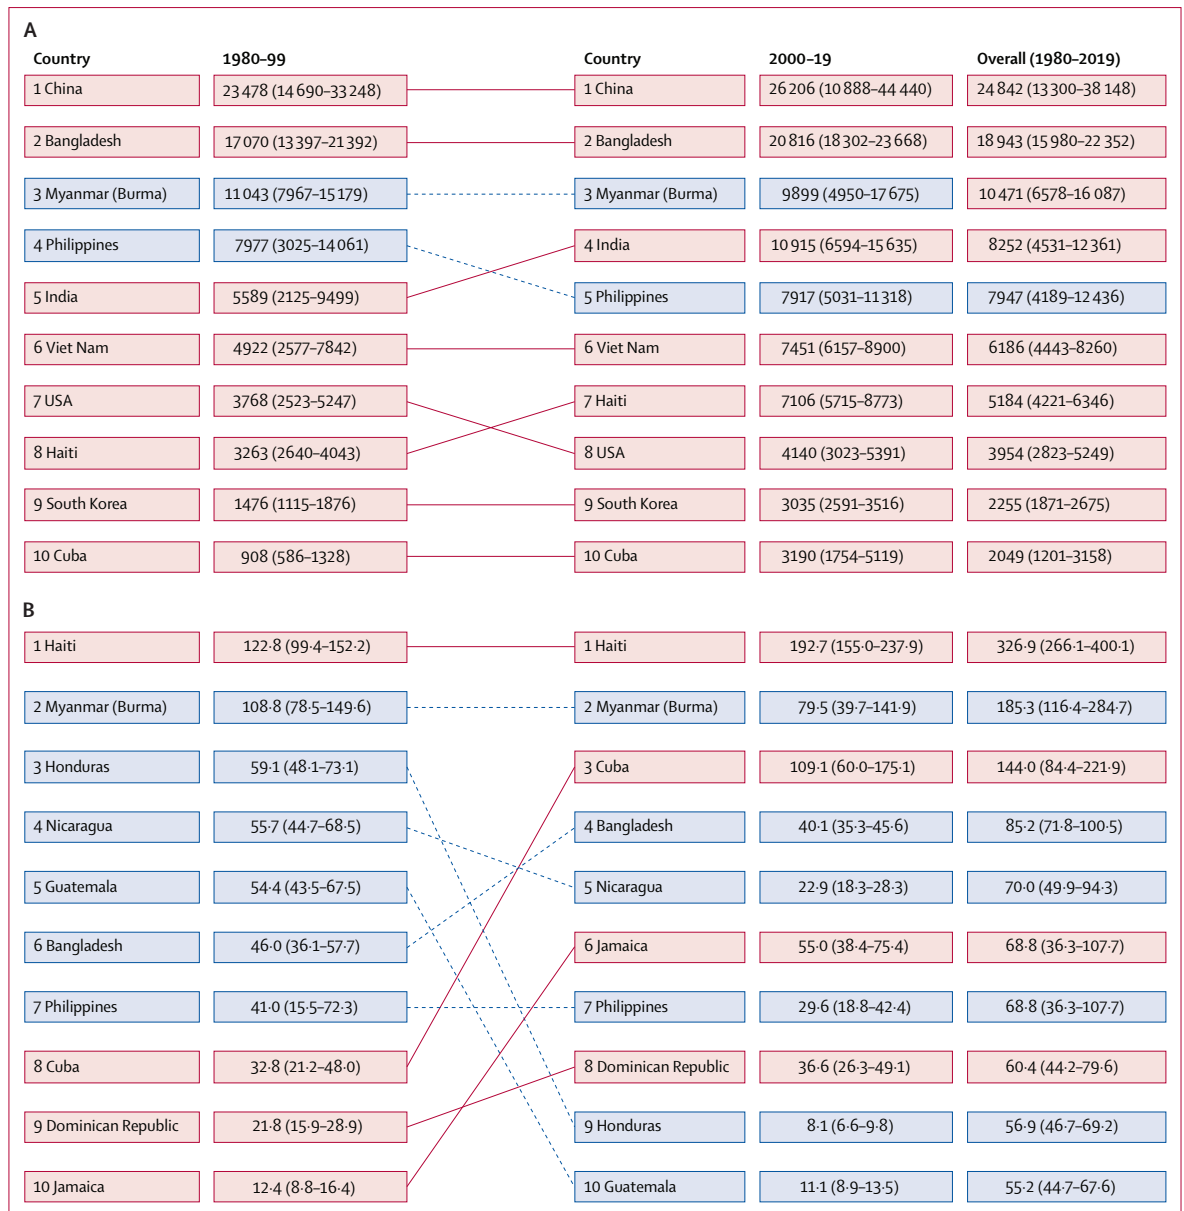 A
Country 1980–99 Country 2000–19 Overall (1980–2019)
1 China 23 478 (14 690–33 248) 1 China 26 206 (10 888–44 440) 24 842 (13 300–38 148)
2 Bangladesh 17 070 (13 397–21 392) 2 Bangladesh 20 816 (18 302–23 668) 18 943 (15 980–22 352)
3 Myanmar (Burma) 11 043 (7967–15 179) 3 Myanmar (Burma) 9899 (4950–17 675) 10 471 (6578–16 087)
4 Philippines 7977 (3025–14 061) 4 India 10 915 (6594–15 635) 8252 (4531–12 361)
5 India 5589 (2125–9499) 5 Philippines 7917 (5031–11 318) 7947 (4189–12 436)
6 Viet Nam 4922 (2577–7842) 6 Viet Nam 7451 (6157–8900) 6186 (4443–8260)
7 USA 3768 (2523–5247) 7 Haiti 7106 (5715–8773) 5184 (4221–6346)
8 Haiti 3263 (2640–4043) 8 USA 4140 (3023–5391) 3954 (2823–5249)
9 South Korea 1476 (1115–1876) 9 South Korea 3035 (2591–3516) 2255 (1871–2675)
10 Cuba 908 (586–1328) 10 Cuba 3190 (1754–5119) 2049 (1201–3158)
B
1 Haiti 122·8 (99·4–152·2) 1 Haiti 192·7 (155·0–237·9) 326·9 (266·1–400·1)
2 Myanmar (Burma) 108·8 (78·5–149·6) 2 Myanmar (Burma) 79·5 (39·7–141·9) 185·3 (116·4–284·7)
3 Honduras 59·1 (48·1–73·1) 3 Cuba 109·1 (60·0–175·1) 144·0 (84·4–221·9)
4 Nicaragua 55·7 (44·7–68·5) 4 Bangladesh 40·1 (35·3–45·6) 85·2 (71·8–100·5)
5 Guatemala 54·4 (43·5–67·5) 5 Nicaragua 22·9 (18·3–28·3) 70·0 (49·9–94·3)
6 Bangladesh 46·0 (36·1–57·7) 6 Jamaica 55·0 (38·4–75·4) 68·8 (36·3–107·7)
7 Philippines 41·0 (15·5–72·3) 7 Philippines 29·6 (18·8–42·4) 68·8 (36·3–107·7)
8 Cuba 32·8 (21·2–48·0) 8 Dominican Republic 36·6 (26·3–49·1) 60·4 (44·2–79·6)
9 Dominican Republic 21·8 (15·9–28·9) 9 Honduras 8·1 (6·6–9·8) 56·9 (46·7–69·2)
10 Jamaica 12·4 (8·8–16·4) 10 Guatemala 11·1 (8·9–13·5) 55·2 (44·7–67·6)